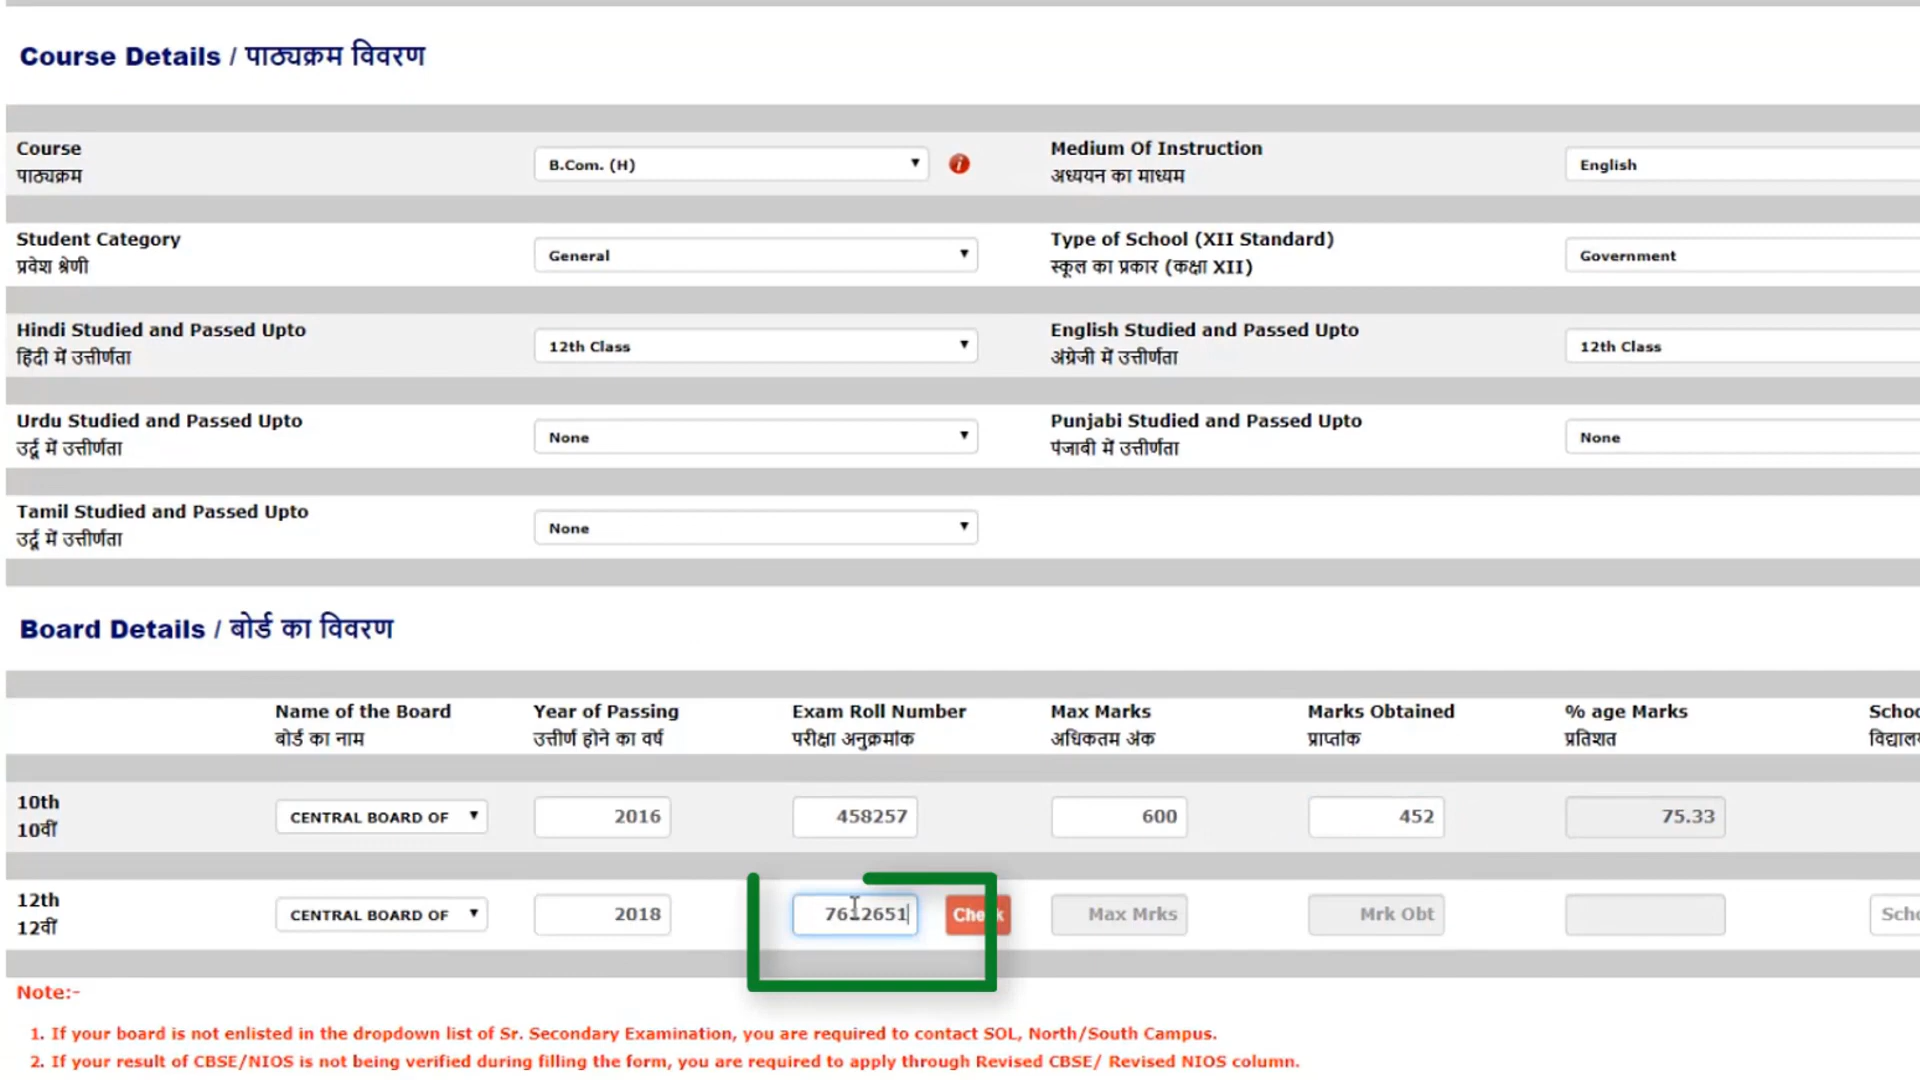 Course Details / पाठ्यक्रम विवरण
Course
पाठ्यक्रम
B.Com. (H)
Medium Of Instruction
अध्ययन का माध्यम
English
Student Category
प्रवेश श्रेणी
General
Type of School (XII Standard)
स्कूल का प्रकार (कक्षा XII)
Government
Hindi Studied and Passed Upto
हिंदी में उत्तीर्णता
12th Class
English Studied and Passed Upto
अंग्रेजी में उत्तीर्णता
12th Class
Urdu Studied and Passed Upto
उर्दू में उत्तीर्णता
None
Punjabi Studied and Passed Upto
पंजाबी में उत्तीर्णता
None
Tamil Studied and Passed Upto
उर्दू में उत्तीर्णता
None
Board Details / बोर्ड का विवरण
Name of the Board Year of Passing Exam Roll Number Max Marks Marks Obtained % age Marks
बोर्ड का नाम उत्तीर्ण होने का वर्ष परीक्षा अनुक्रमांक अधिकतम अंक प्राप्तांक प्रतिशत
10th
10वीं
CENTRAL BOARD OF 2016 458257 600 452 75.33
12th
12वीं
CENTRAL BOARD OF 2018 Check Max Mrks Mrk Obt
Note:-
1. If your board is not enlisted in the dropdown list of Sr. Secondary Examination, you are required to contact SOL, North/South Campus.
2. If your result of CBSE/NIOS is not being verified during filling the form, you are required to apply through Revised CBSE/ Revised NIOS column.